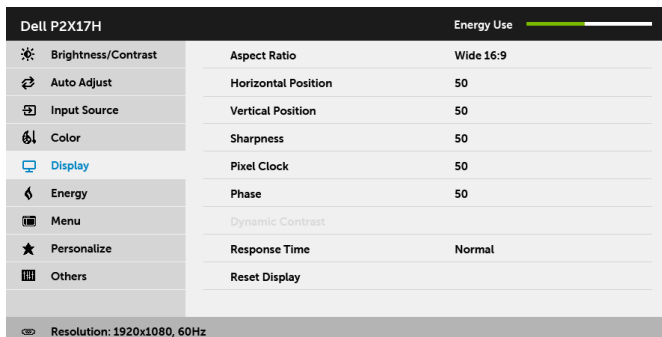 Dell P2X17H Energy Use
Brightness/Contrast Aspect Ratio Wide 16:9
Auto Adjust Horizontal Position 50
Input Source Vertical Position 50
Color Sharpness 50
Display Pixel Clock 50
Energy Phase 50
Menu Dynamic Contrast
Personalize Response Time Normal
Others Reset Display
Resolution: 1920x1080, 60Hz